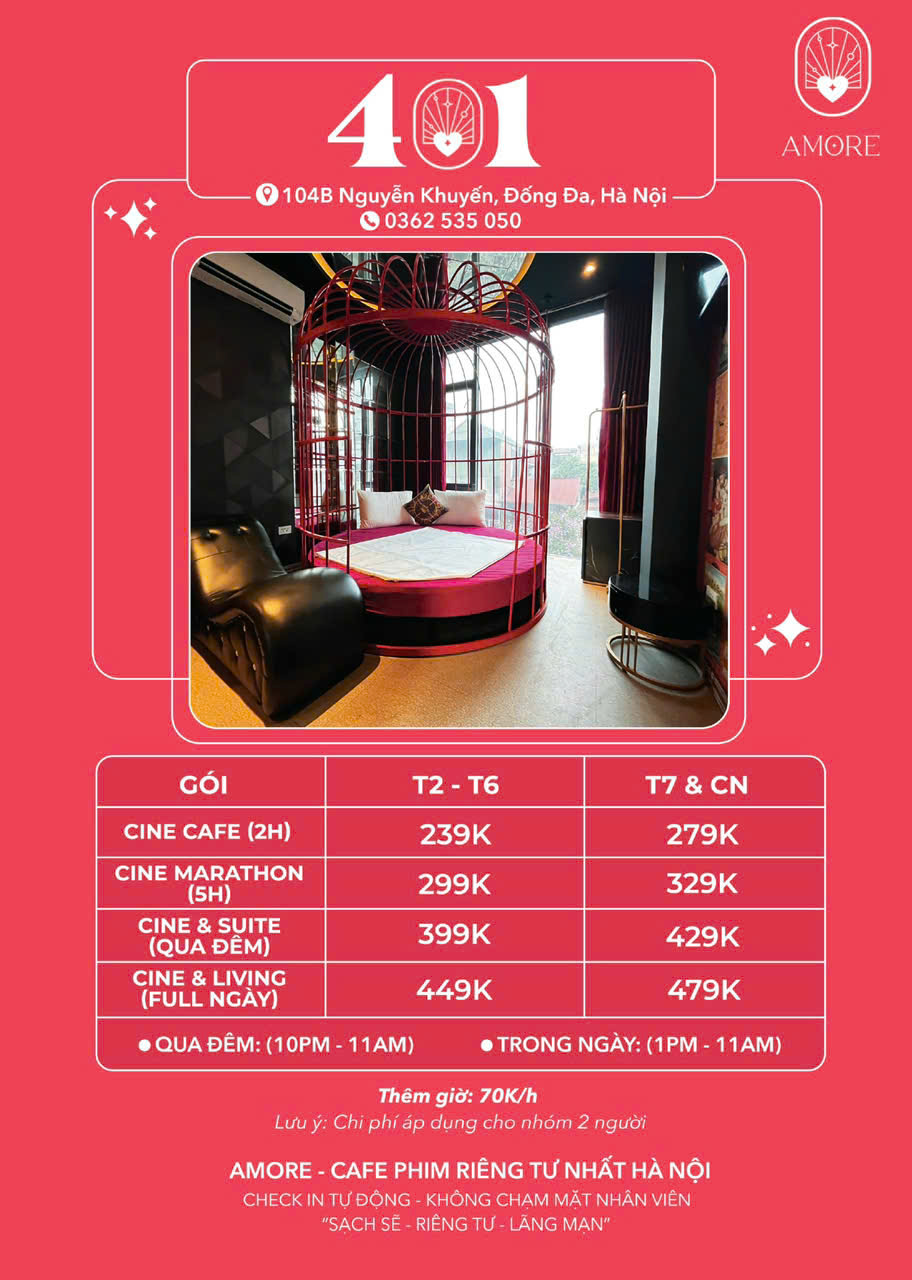 401
AMORE
104B Nguyễn Khuyến, Đống Đa, Hà Nội
0362 535 050
GÓI T2 - T6 T7 & CN
CINE CAFE (2H) 239K 279K
CINE MARATHON
(5H) 299K 329K
CINE & SUITE
(QUA ĐÊM) 399K 429K
CINE & LIVING
(FULL NGÀY) 449K 479K
● QUA ĐÊM: (10PM - 11AM) ● TRONG NGÀY: (1PM - 11AM)
Thêm giờ: 70K/h
Lưu ý: Chi phí áp dụng cho nhóm 2 người
AMORE - CAFE PHIM RIÊNG TƯ NHẤT HÀ NỘI
CHECK IN TỰ ĐỘNG - KHÔNG CHẠM MẶT NHÂN VIÊN
“SẠCH SẼ - RIÊNG TƯ - LÃNG MẠN”